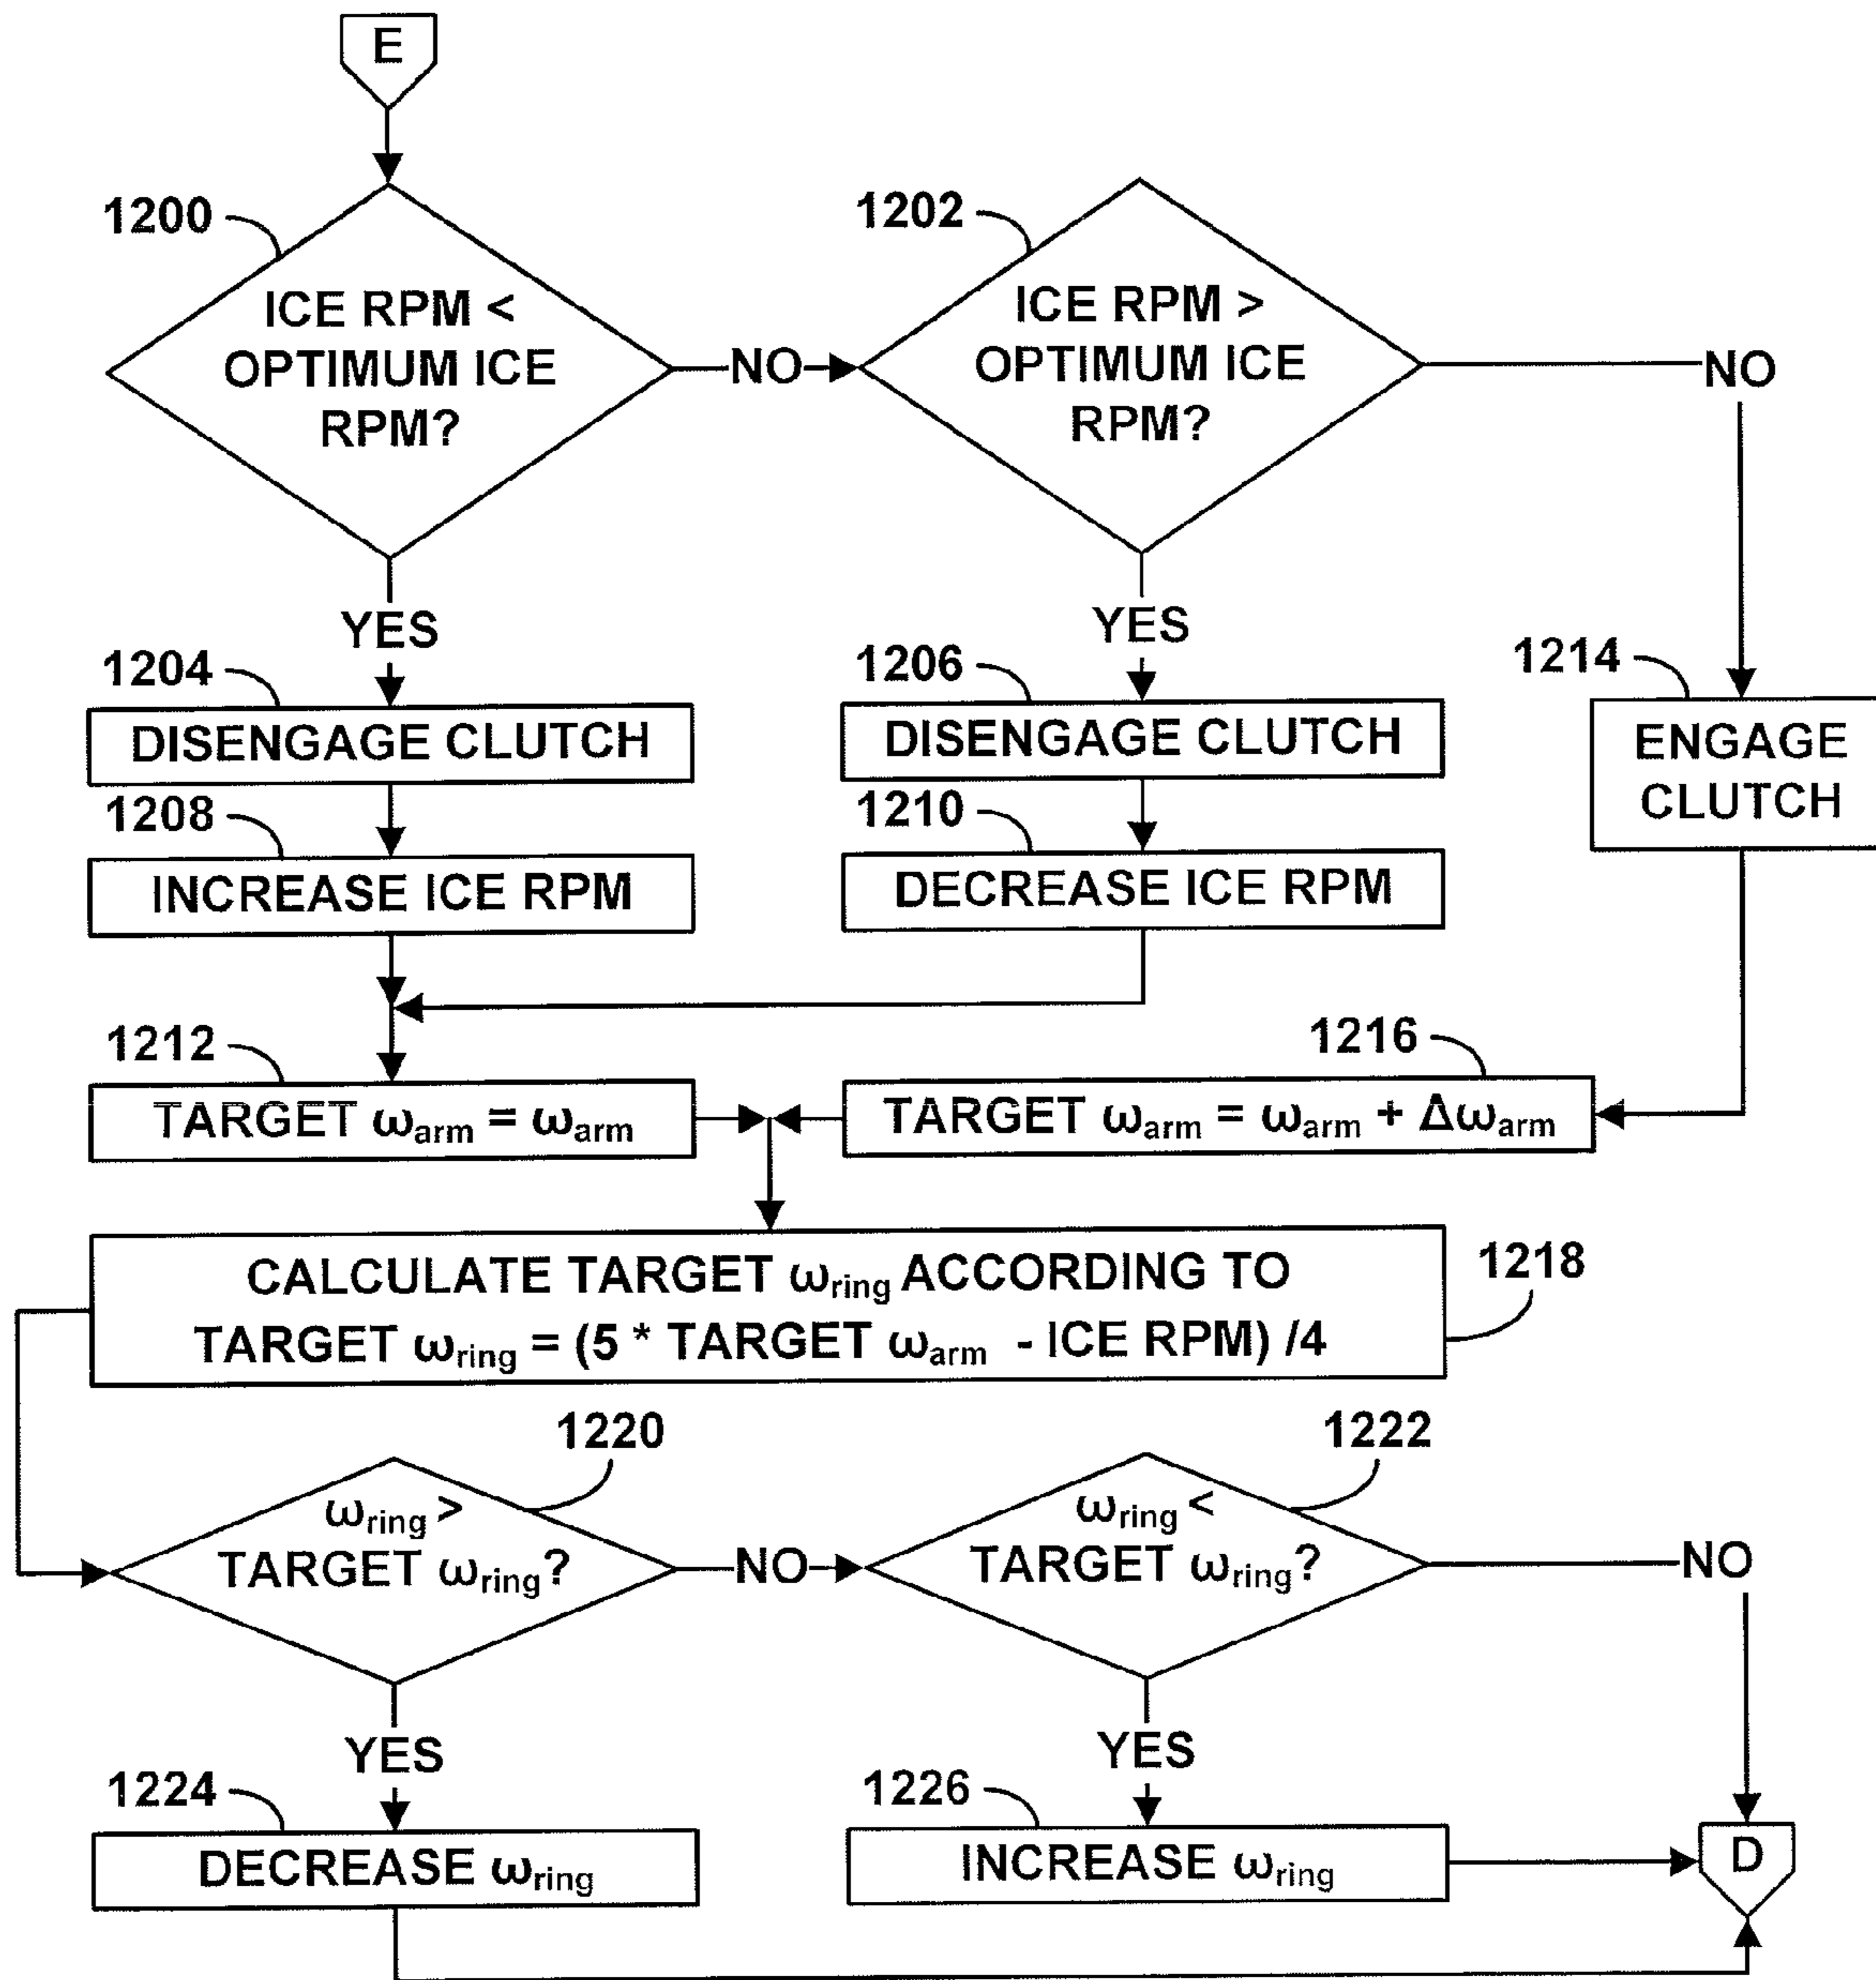 E
1200
ICE RPM <
OPTIMUM ICE
RPM?
NO
1202
ICE RPM >
OPTIMUM ICE
RPM?
NO
YES
YES
1204
DISENGAGE CLUTCH
1206
DISENGAGE CLUTCH
1214
ENGAGE
CLUTCH
1208
INCREASE ICE RPM
1210
DECREASE ICE RPM
1212
TARGET ωarm = ωarm
1216
TARGET ωarm = ωarm + Δωarm
CALCULATE TARGET ωring ACCORDING TO
TARGET ωring = (5 * TARGET ωarm - ICE RPM) /4
1218
1220
ωring >
TARGET ωring?
NO
1222
ωring <
TARGET ωring?
NO
YES
YES
1224
DECREASE ωring
1226
INCREASE ωring
D